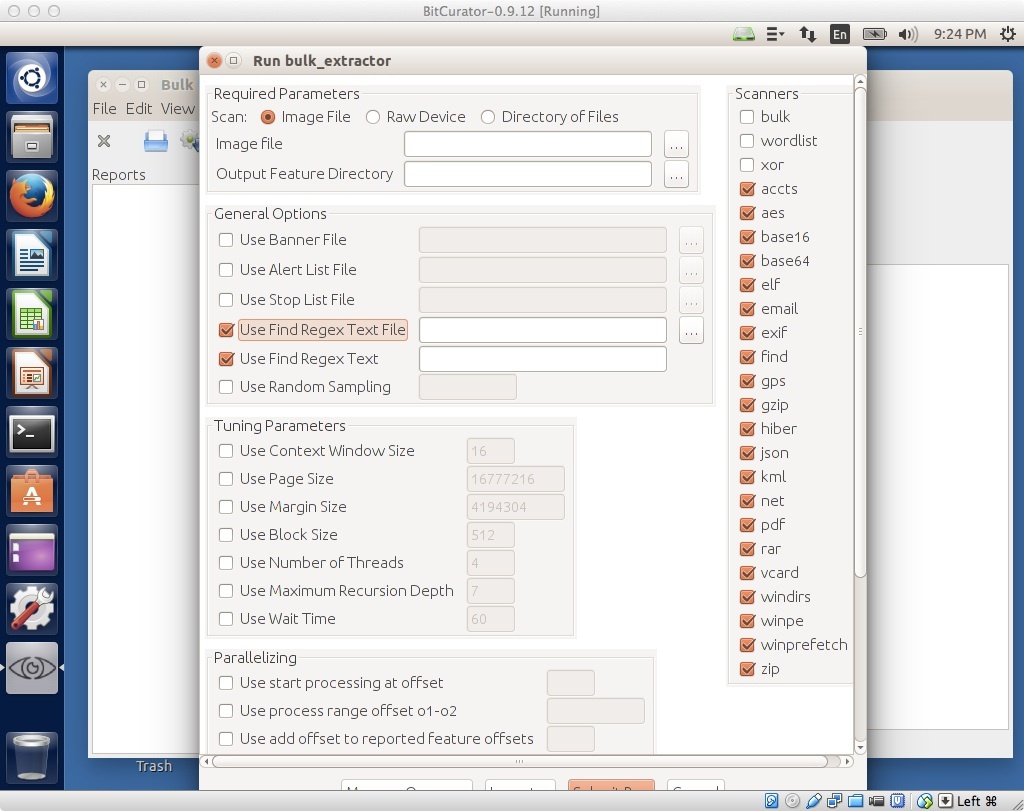 BitCurator-0.9.12 [Running]
En 9:24 PM
Run bulk_extractor
Bulk
File Edit View
Reports
Required Parameters
Scan: Image File Raw Device Directory of Files
Image file ...
Output Feature Directory ...
General Options
Use Banner File ...
Use Alert List File ...
Use Stop List File ...
Use Find Regex Text File ...
Use Find Regex Text
Use Random Sampling
Tuning Parameters
Use Context Window Size 16
Use Page Size 16777216
Use Margin Size 4194304
Use Block Size 512
Use Number of Threads 4
Use Maximum Recursion Depth 7
Use Wait Time 60
Parallelizing
Use start processing at offset
Use process range offset o1-o2
Use add offset to reported feature offsets
Scanners
bulk
wordlist
xor
accts
aes
base16
base64
elf
email
exif
find
gps
gzip
hiber
json
kml
net
pdf
rar
vcard
windirs
winpe
winprefetch
zip
Trash
Left ⌘